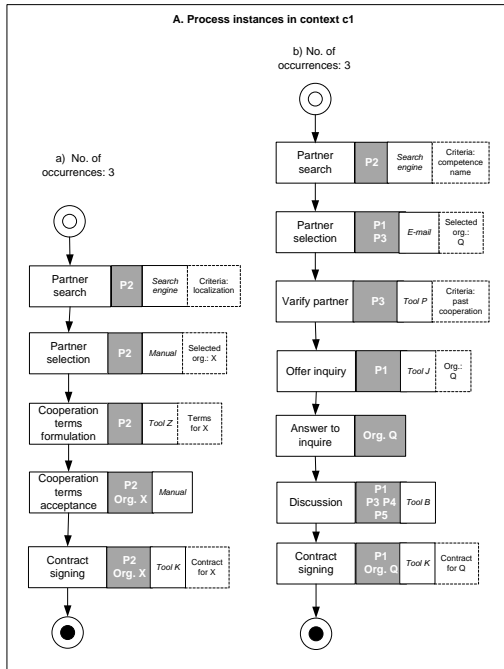 A. Process instances in context c1
a) No. of
occurrences: 3
Partner
search
P2
Search
engine
Criteria:
localization
Partner
selection
P2
Manual
Selected
org.: X
Cooperation
terms
formulation
P2
Tool Z
Terms
for X
Cooperation
terms
acceptance
P2
Org. X
Manual
Contract
signing
P2
Org. X
Tool K
Contract
for X
b) No. of
occurrences: 3
Partner
search
P2
Search
engine
Criteria:
competence
name
Partner
selection
P1
P3
E-mail
Selected
org.:
Q
Varify partner
P3
Tool P
Criteria:
past
cooperation
Offer inquiry
P1
Tool J
Org.:
Q
Answer to
inquire
Org. Q
Discussion
P1
P3 P4
P5
Tool B
Contract
signing
P1
Org. Q
Tool K
Contract
for Q